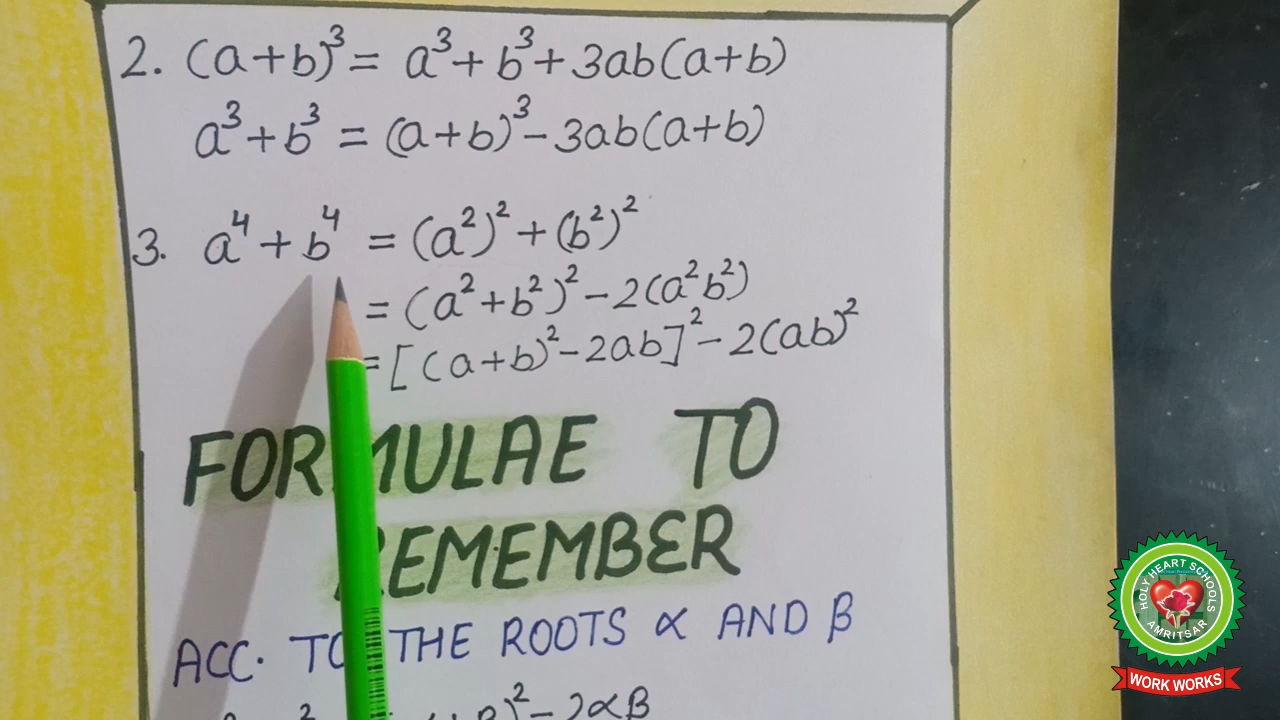 2. (a+b)³ = a³+b³+3ab(a+b)
a³+b³ = (a+b)³-3ab(a+b)
3. a⁴+b⁴ = (a²)²+(b²)²
= (a²+b²)²-2(a²b²)
= [(a+b)²-2ab]²-2(ab)²
FORMULAE TO
REMEMBER
ACC. TO THE ROOTS α AND β
)²-2αβ
HOLY HEART SCHOOLS
AMRITSAR
WORK WORKS